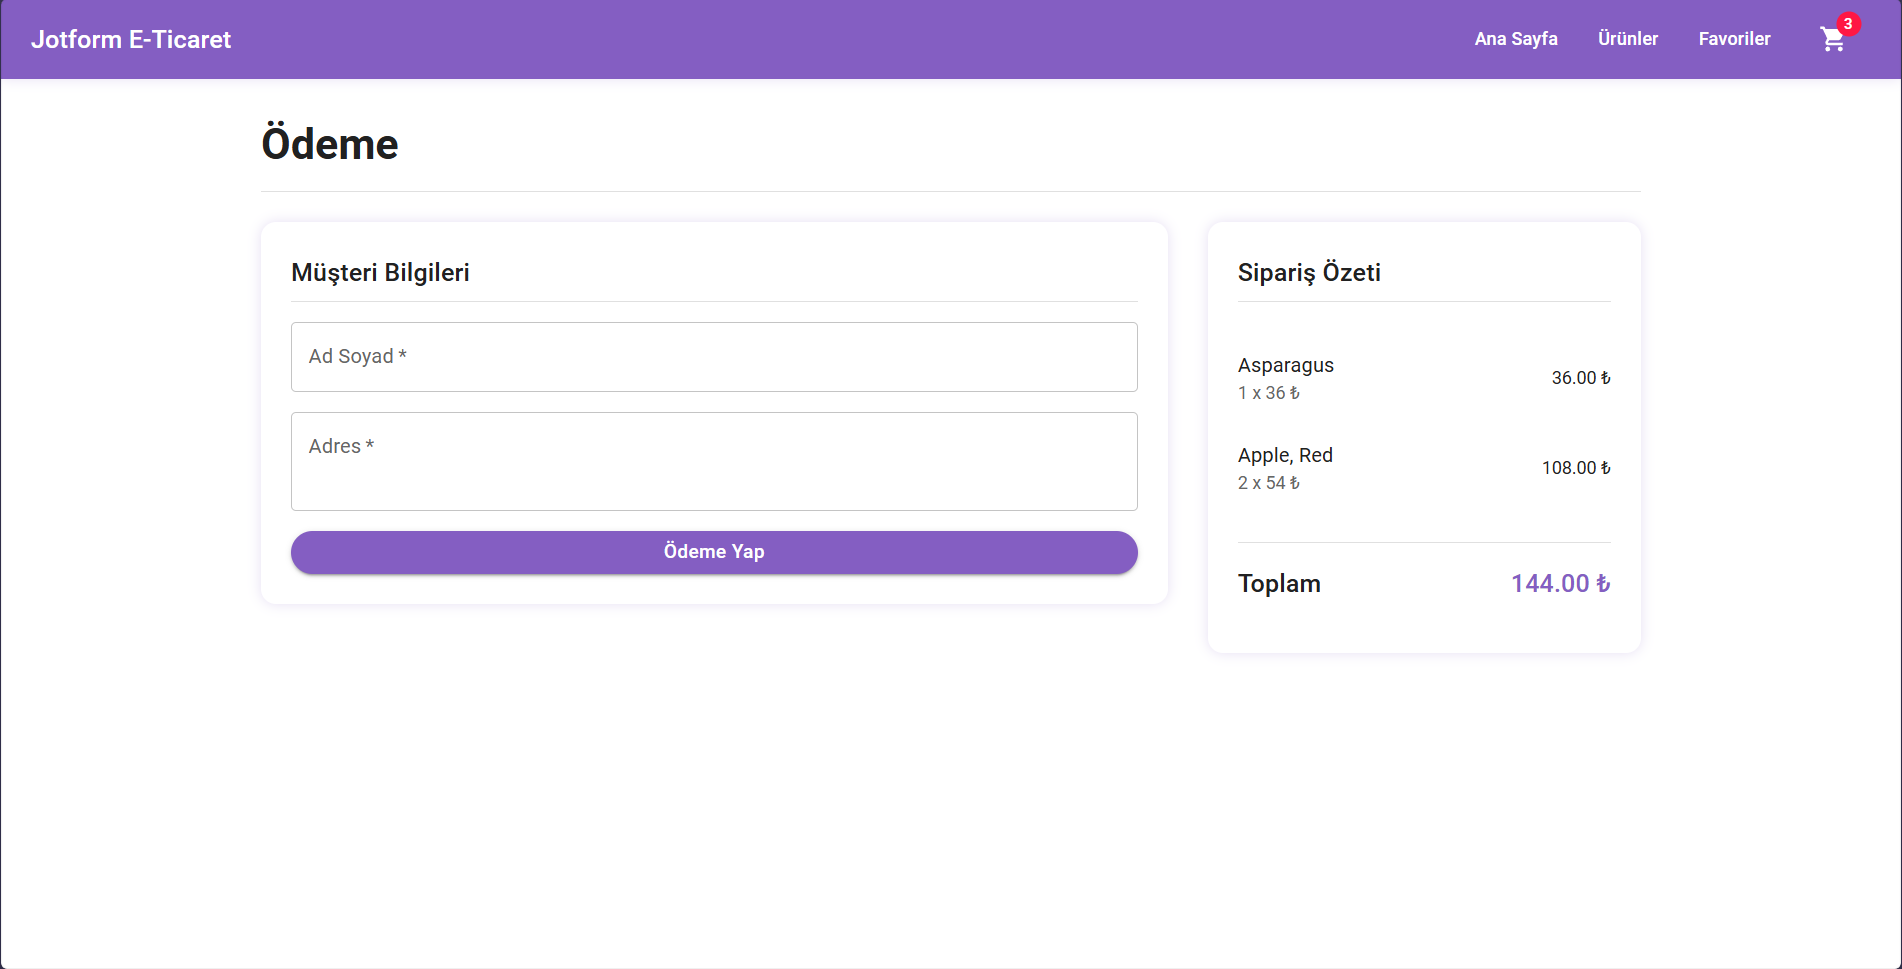 Jotform E-Ticaret
Ana Sayfa
Ürünler
Favoriler
3
Ödeme
Müşteri Bilgileri
Ad Soyad *
Adres *
Ödeme Yap
Sipariş Özeti
Asparagus
1 x 36 ₺
36.00 ₺
Apple, Red
2 x 54 ₺
108.00 ₺
Toplam
144.00 ₺